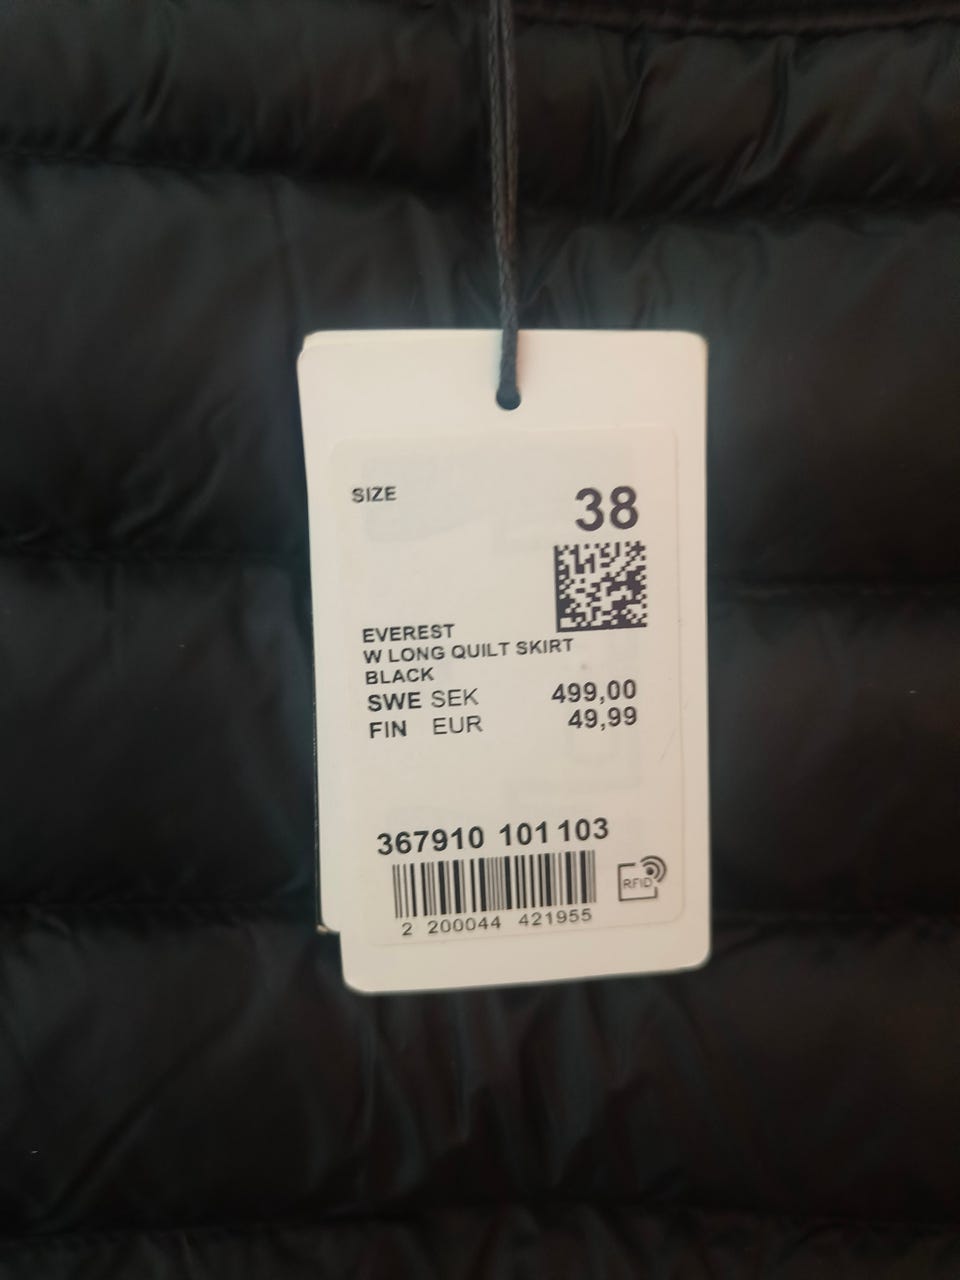 SIZE 38
EVEREST
W LONG QUILT SKIRT
BLACK
SWE SEK 499,00
FIN EUR 49,99
367910 101 103
RFID
2 200044 421955